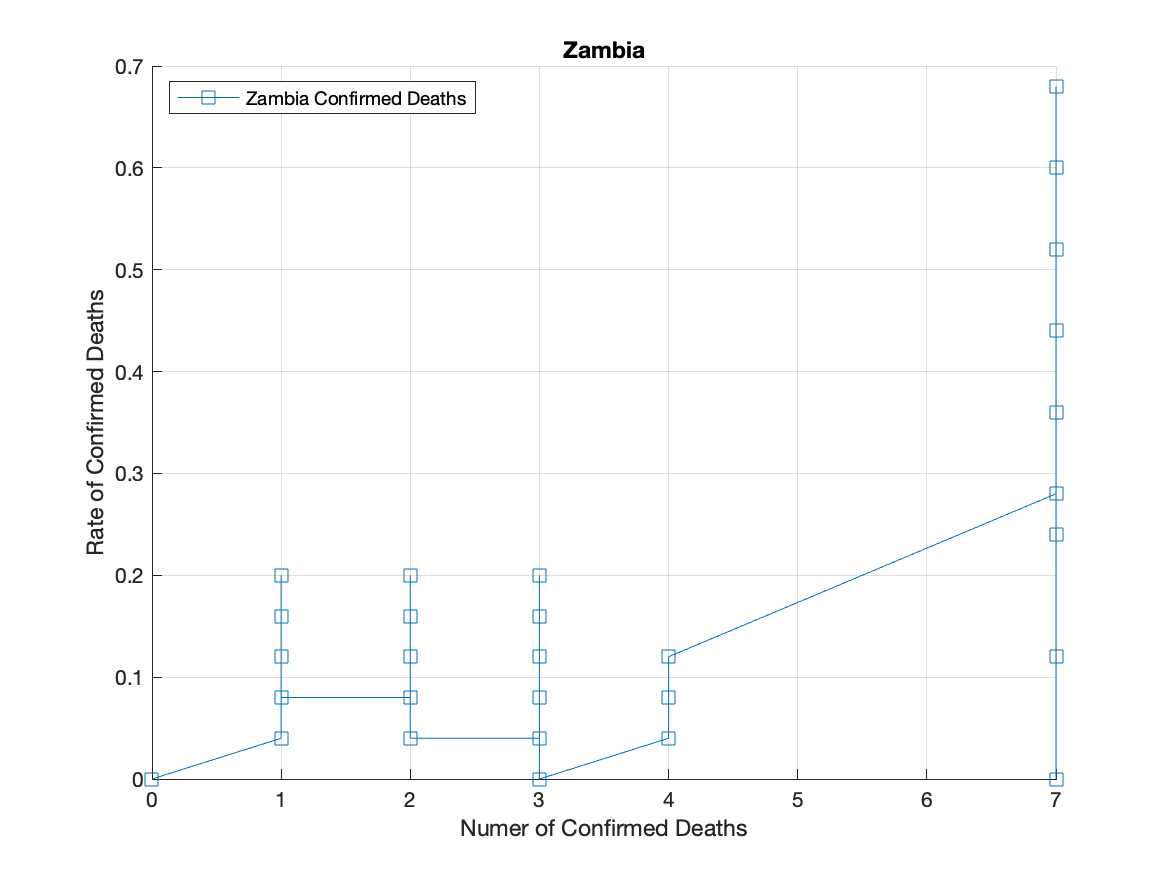 Zambia
Zambia Confirmed Deaths
0.7
0.6
0.5
0.4
0.3
0.2
0.1
0
Rate of Confirmed Deaths
0 1 2 3 4 5 6 7
Numer of Confirmed Deaths